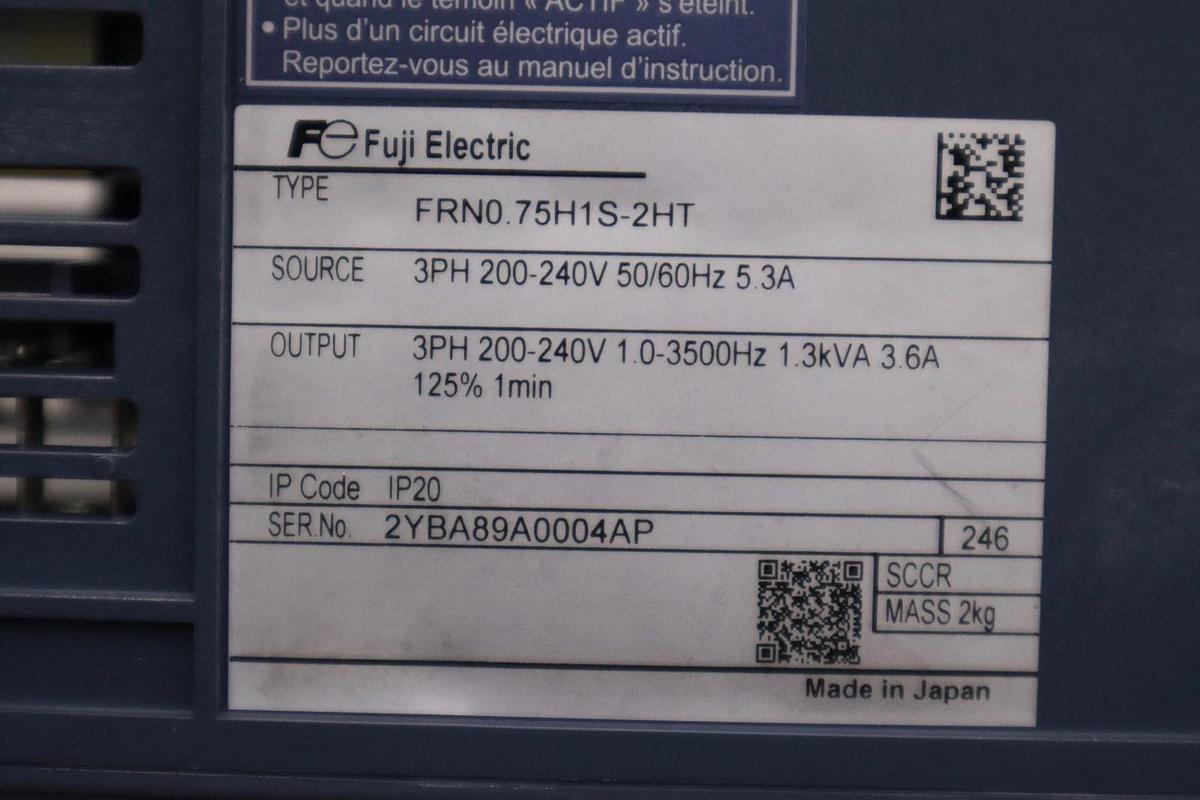 et quand le témoin « ACTIF » s'éteint.
• Plus d'un circuit électrique actif.
Reportez-vous au manuel d'instruction.
Fe Fuji Electric
TYPE FRN0.75H1S-2HT
SOURCE 3PH 200-240V 50/60Hz 5.3A
OUTPUT 3PH 200-240V 1.0-3500Hz 1.3kVA 3.6A
125% 1min
IP Code IP20
SER.No. 2YBA89A0004AP 246
SCCR
MASS 2kg
Made in Japan